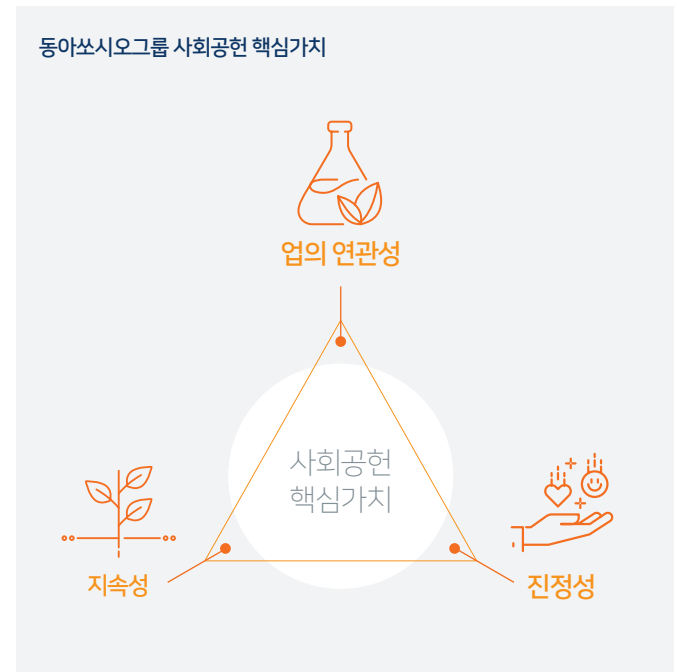 동아쏘시오그룹 사회공헌 핵심가치
업의 연관성
사회공헌
핵심가치
지속성
진정성